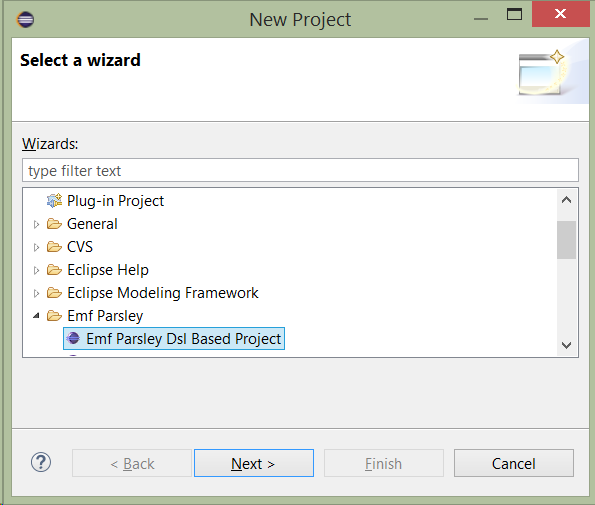 New Project
Select a wizard
Wizards:
type filter text
Plug-in Project
General
CVS
Eclipse Help
Eclipse Modeling Framework
Emf Parsley
Emf Parsley Dsl Based Project
?
< Back
Next >
Finish
Cancel